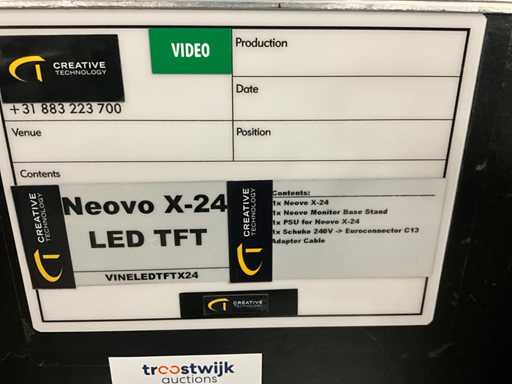 CREATIVE
TECHNOLOGY
+31 883 223 700
VIDEO
Production
Date
Venue
Position
Contents
CREATIVE
TECHNOLOGY
Neovo X-24
LED TFT
VINELEDTFTX24
CREATIVE
TECHNOLOGY
Contents:
1x Neovo X-24
1x Neovo Monitor Base Stand
1x PSU for Neovo X-24
1x Schuko 240V -> Euroconnector C13
Adapter Cable
CREATIVE
TECHNOLOGY
troostwijk
auctions